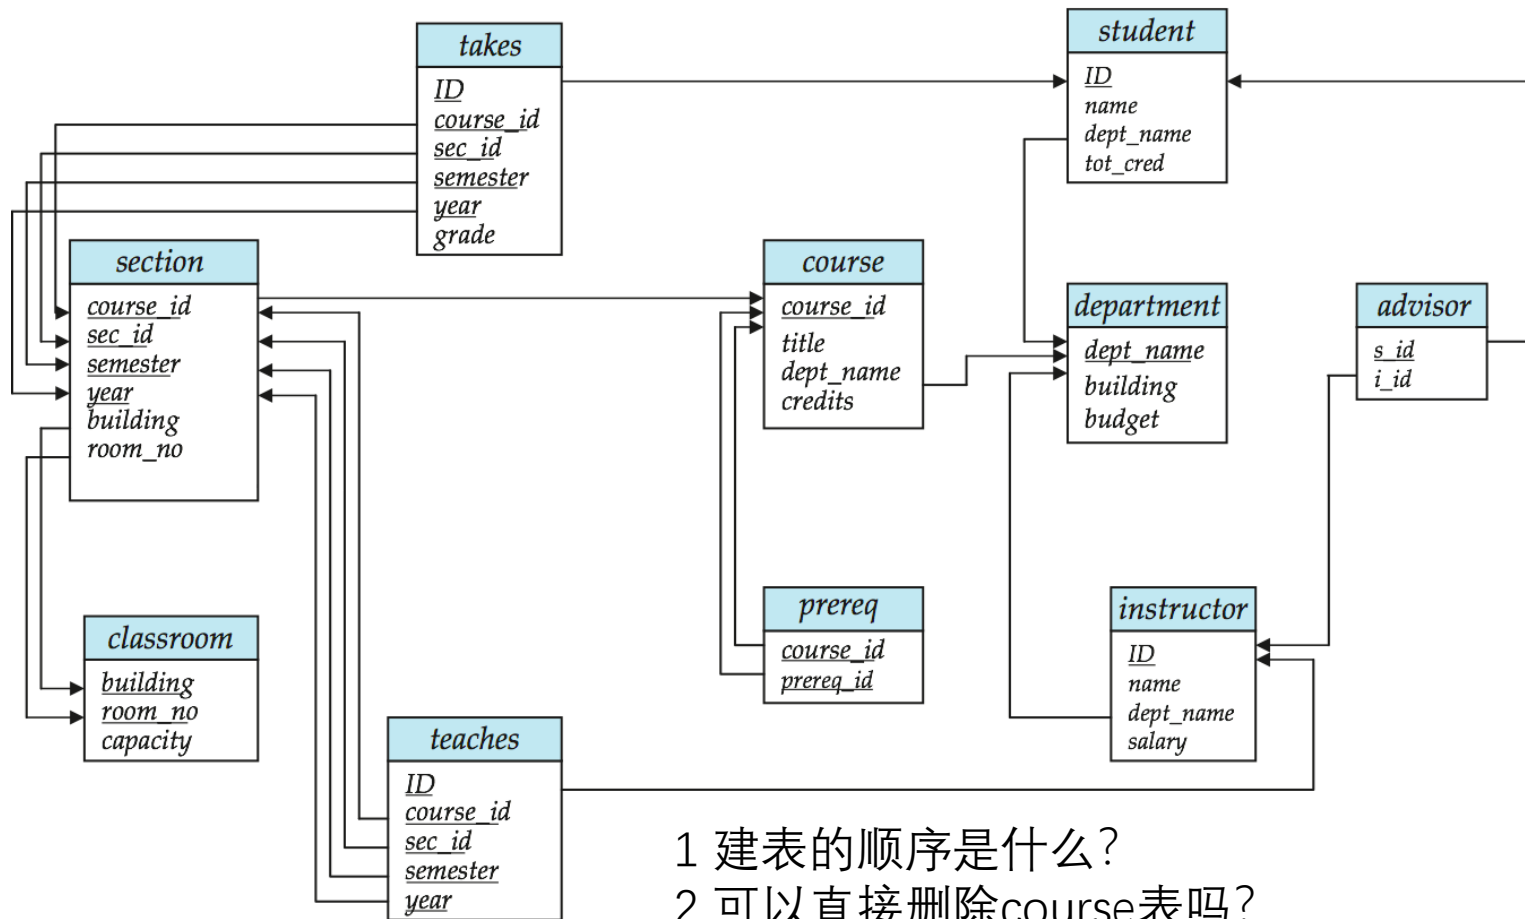 takes
ID
course_id
sec_id
semester
year
grade
student
ID
name
dept_name
tot_cred
section
course_id
sec_id
semester
year
building
room_no
course
course_id
title
dept_name
credits
department
dept_name
building
budget
advisor
s_id
i_id
classroom
building
room_no
capacity
prereq
course_id
prereq_id
instructor
ID
name
dept_name
salary
teaches
ID
course_id
sec_id
semester
year
1 建表的顺序是什么?
2 可以直接删除course表吗?